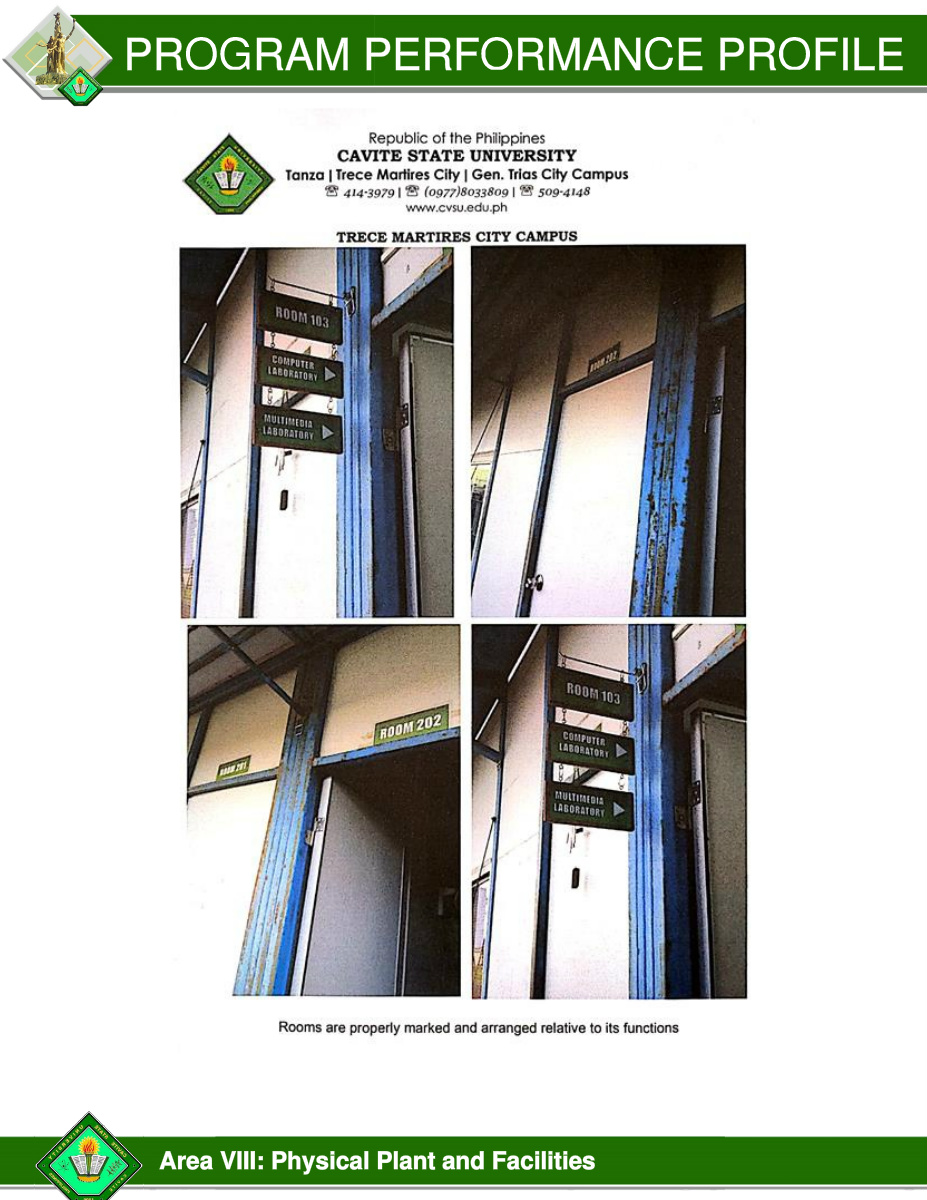 PROGRAM PERFORMANCE PROFILE
Republic of the Philippines
CAVITE STATE UNIVERSITY
Tanza | Trece Martires City | Gen. Trias City Campus
☎ 414-3979 | ☎ (0977)8033809 | ☎ 509-4148
www.cvsu.edu.ph
TRECE MARTIRES CITY CAMPUS
ROOM 103
COMPUTER
LABORATORY
MULTIMEDIA
LABORATORY
ROOM 201
ROOM 202
ROOM 103
COMPUTER
LABORATORY
MULTIMEDIA
LABORATORY
Rooms are properly marked and arranged relative to its functions
Area VIII: Physical Plant and Facilities